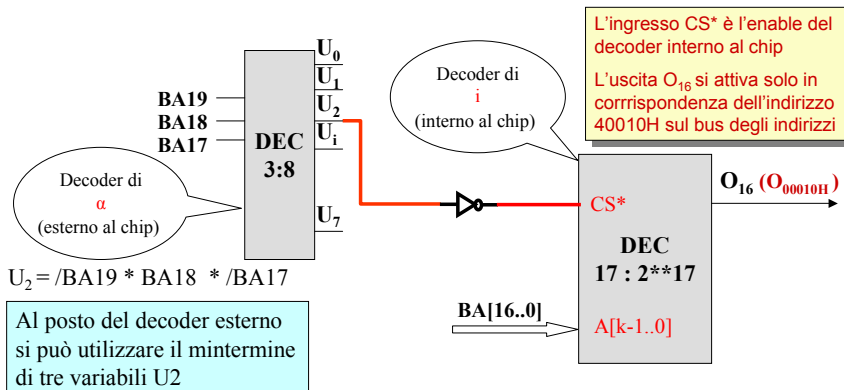 L'ingresso CS* è l'enable del
decoder interno al chip
L'uscita O16 si attiva solo in
corrrispondenza dell'indirizzo
40010H sul bus degli indirizzi
U0
U1
U2
Ui
U7
BA19
BA18
BA17
DEC
3:8
Decoder di
α
(esterno al chip)
Decoder di
i
(interno al chip)
CS*
O16 (O00010H)
DEC
17 : 2**17
BA[16..0]
A[k-1..0]
U2 = /BA19 * BA18 * /BA17
Al posto del decoder esterno
si può utilizzare il mintermine
di tre variabili U2